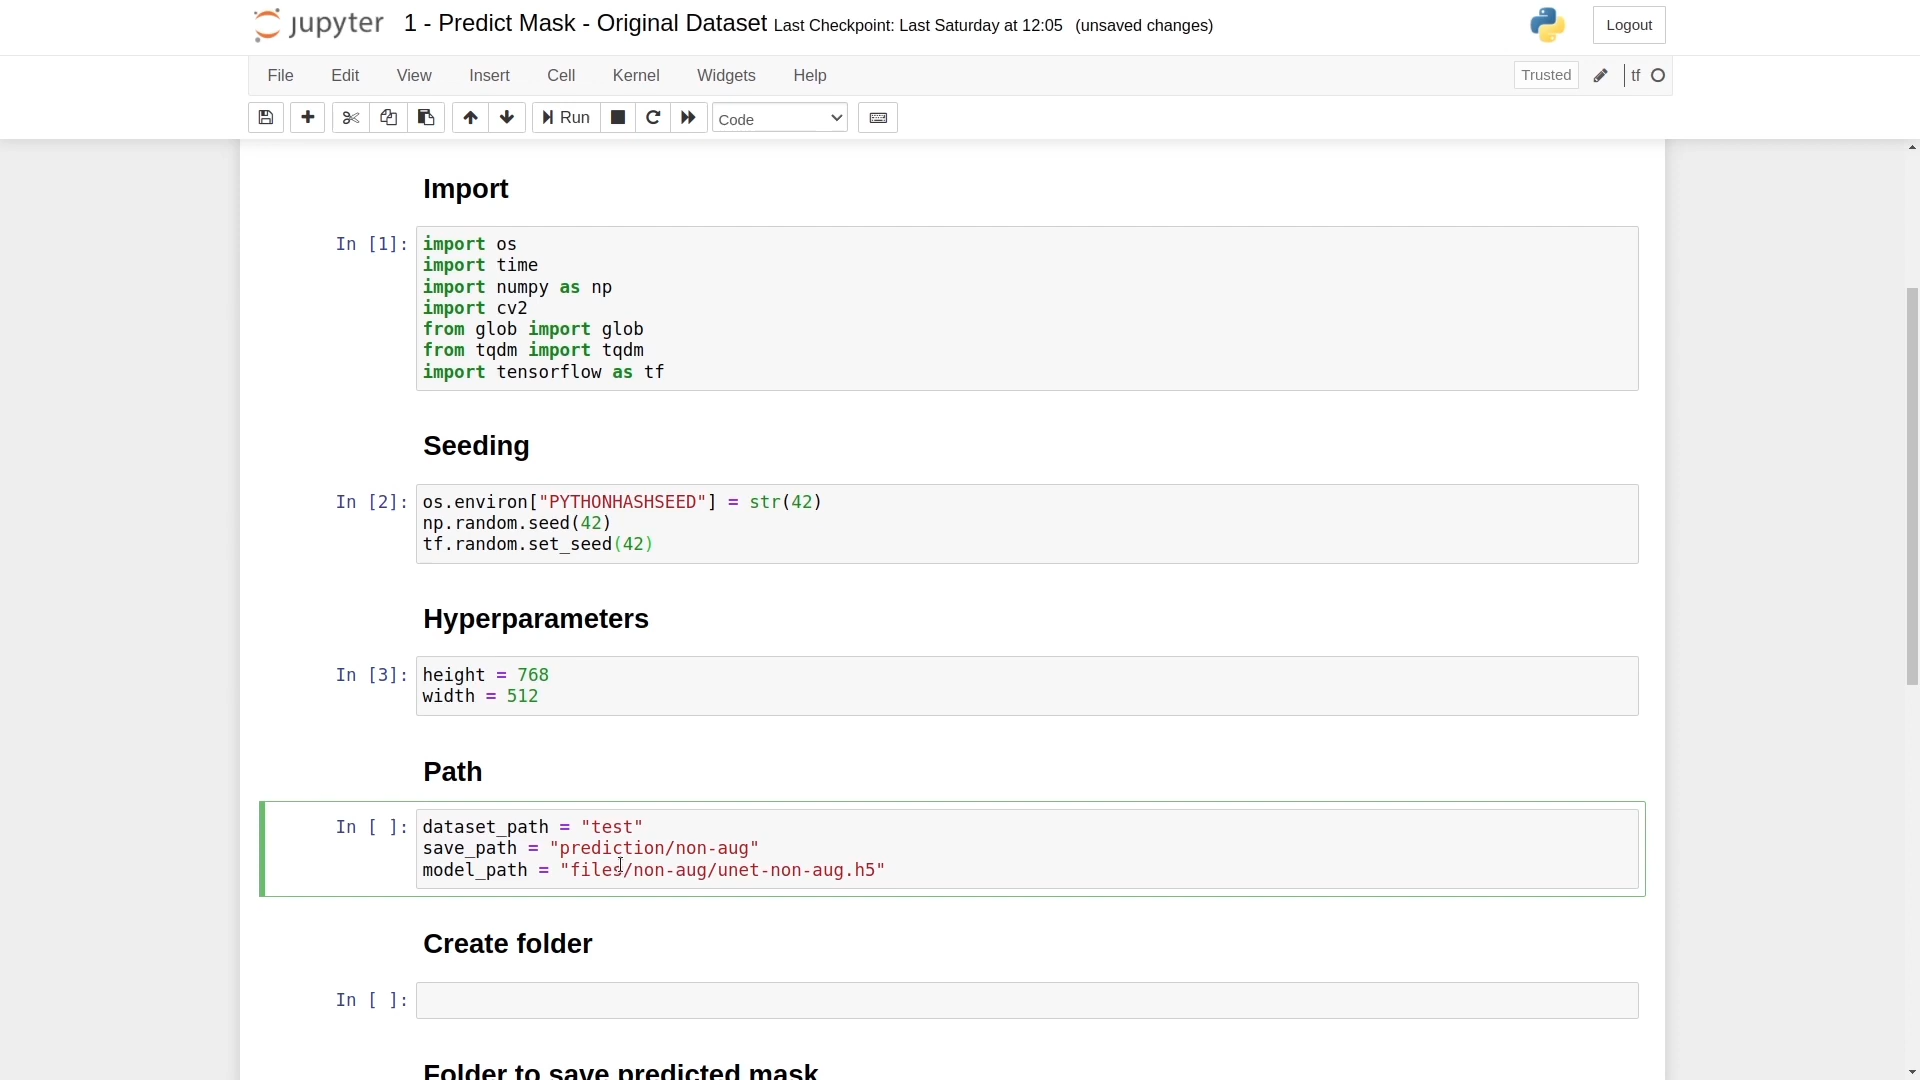 jupyter 1 - Predict Mask - Original Dataset Last Checkpoint: Last Saturday at 12:05 (unsaved changes) Logout
File Edit View Insert Cell Kernel Widgets Help Trusted tf
Run Code
Import
In [1]: import os
import time
import numpy as np
import cv2
from glob import glob
from tqdm import tqdm
import tensorflow as tf
Seeding
In [2]: os.environ["PYTHONHASHSEED"] = str(42)
np.random.seed(42)
tf.random.set_seed(42)
Hyperparameters
In [3]: height = 768
width = 512
Path
In [ ]: dataset_path = "test"
save_path = "prediction/non-aug"
model_path = "files/non-aug/unet-non-aug.h5"
Create folder
In [ ]:
Folder to save predicted mask